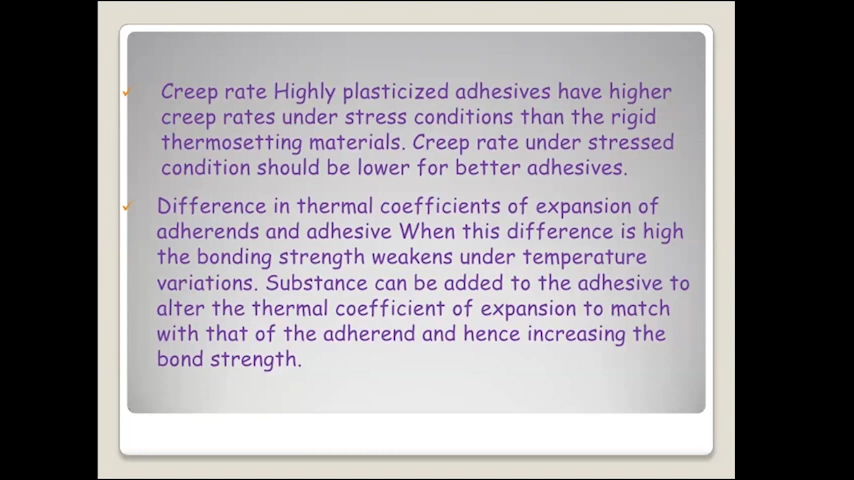 Creep rate Highly plasticized adhesives have higher
creep rates under stress conditions than the rigid
thermosetting materials. Creep rate under stressed
condition should be lower for better adhesives.
Difference in thermal coefficients of expansion of
adherends and adhesive When this difference is high
the bonding strength weakens under temperature
variations. Substance can be added to the adhesive to
alter the thermal coefficient of expansion to match
with that of the adherend and hence increasing the
bond strength.